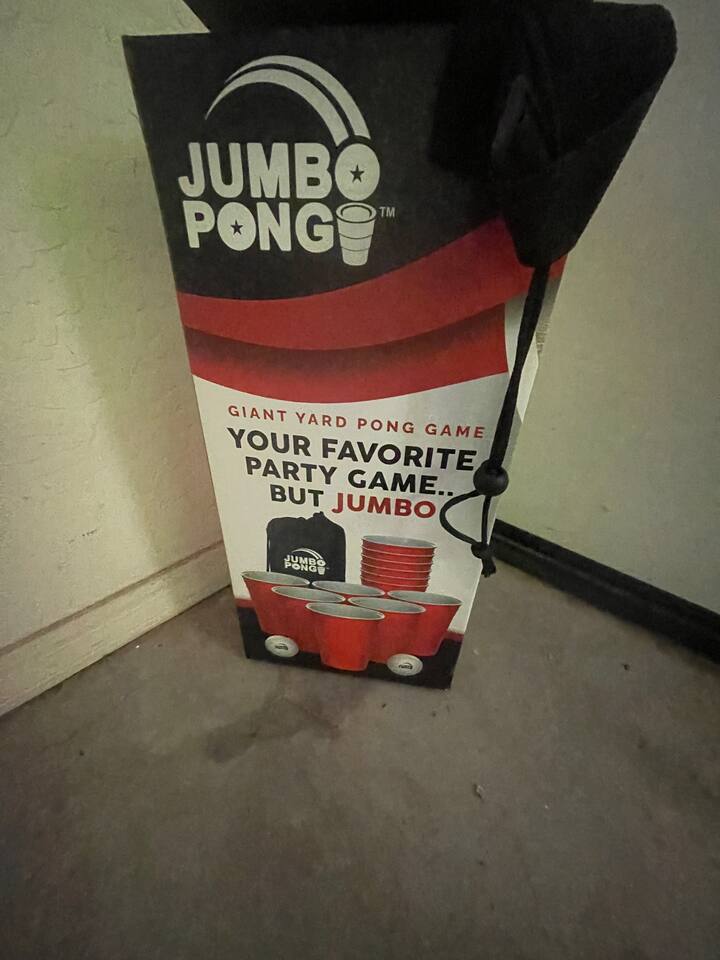 JUMBO
PONG TM
GIANT YARD PONG GAME
YOUR FAVORITE
PARTY GAME..
BUT JUMBO
JUMBO
PONG